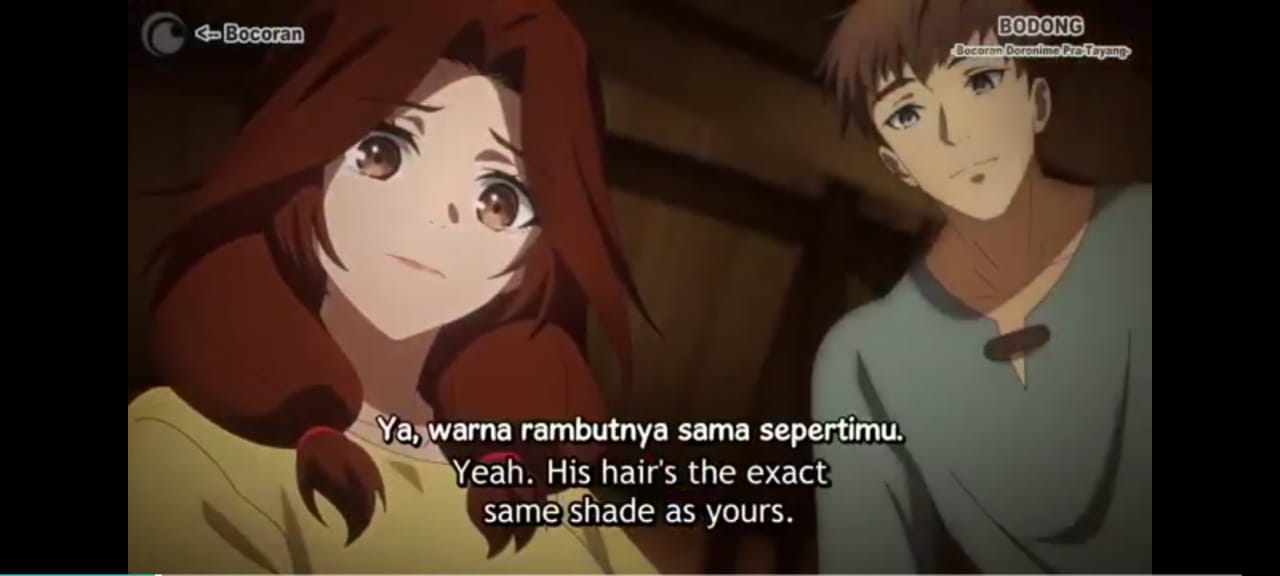 <-- Bocoran
BODONG
-Bocoran Doronime Pra-Tayang-
Ya, warna rambutnya sama sepertimu.
Yeah. His hair's the exact
same shade as yours.